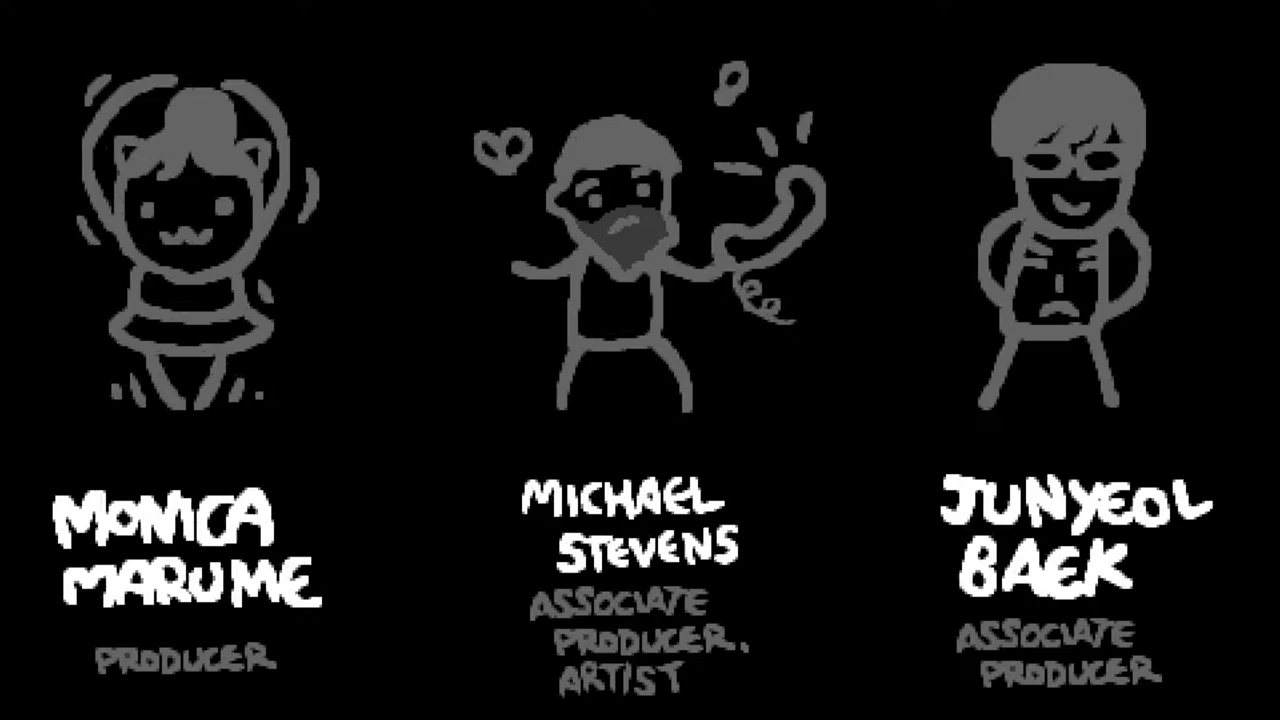 MONICA
MARUME
PRODUCER
MICHAEL
STEVENS
ASSOCIATE
PRODUCER.
ARTIST
JUNYEOL
BAEK
ASSOCIATE
PRODUCER